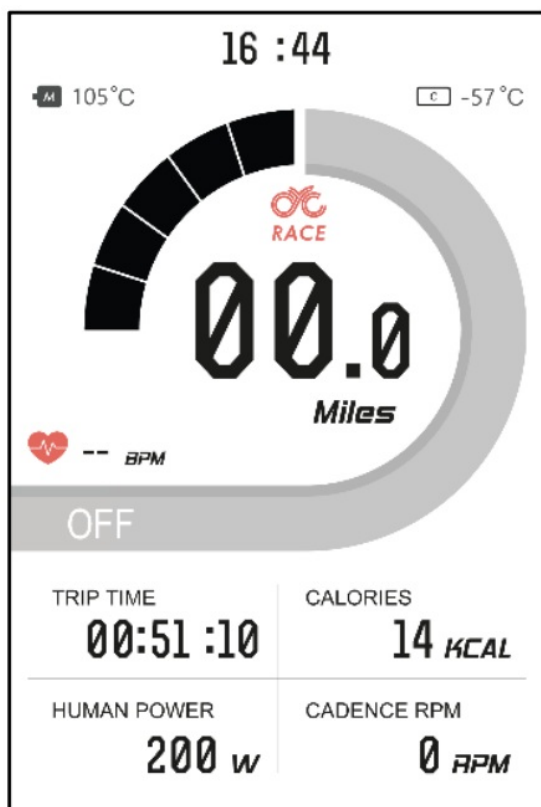 16 :44
M 105°C
C -57°C
RACE
00.0
Miles
-- BPM
OFF
TRIP TIME
00:51 :10
CALORIES
14 KCAL
HUMAN POWER
200 W
CADENCE RPM
0 RPM